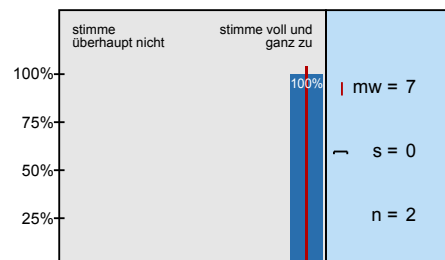 stimme
überhaupt nicht
stimme voll und
ganz zu
100%
75%
50%
25%
100%
mw = 7
s = 0
n = 2